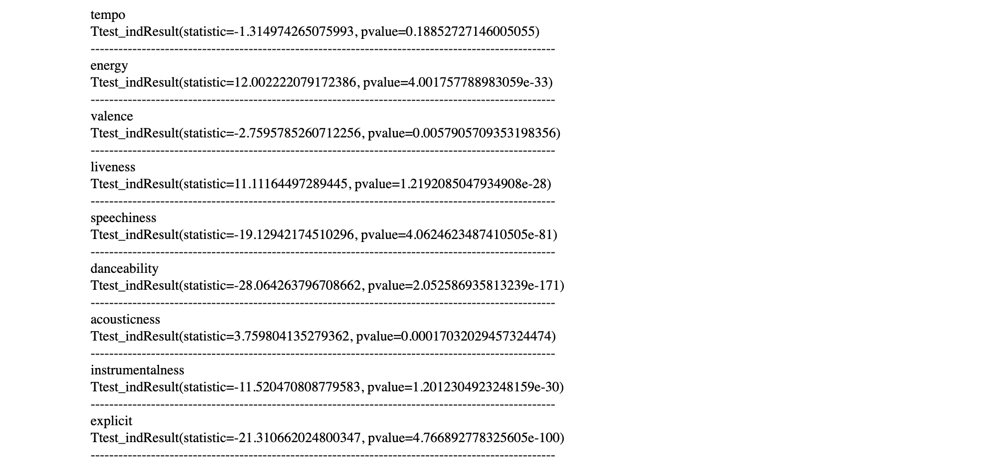 tempo
Ttest_indResult(statistic=-1.314974265075993, pvalue=0.18852727146005055)
----------------------------------------------------------------------------------------------------
energy
Ttest_indResult(statistic=12.002222079172386, pvalue=4.001757788983059e-33)
----------------------------------------------------------------------------------------------------
valence
Ttest_indResult(statistic=-2.7595785260712256, pvalue=0.0057905709353198356)
----------------------------------------------------------------------------------------------------
liveness
Ttest_indResult(statistic=11.11164497289445, pvalue=1.2192085047934908e-28)
----------------------------------------------------------------------------------------------------
speechiness
Ttest_indResult(statistic=-19.12942174510296, pvalue=4.0624623487410505e-81)
----------------------------------------------------------------------------------------------------
danceability
Ttest_indResult(statistic=-28.064263796708662, pvalue=2.052586935813239e-171)
----------------------------------------------------------------------------------------------------
acousticness
Ttest_indResult(statistic=3.759804135279362, pvalue=0.00017032029457324474)
----------------------------------------------------------------------------------------------------
instrumentalness
Ttest_indResult(statistic=-11.520470808779583, pvalue=1.2012304923248159e-30)
----------------------------------------------------------------------------------------------------
explicit
Ttest_indResult(statistic=-21.310662024800347, pvalue=4.766892778325605e-100)
----------------------------------------------------------------------------------------------------